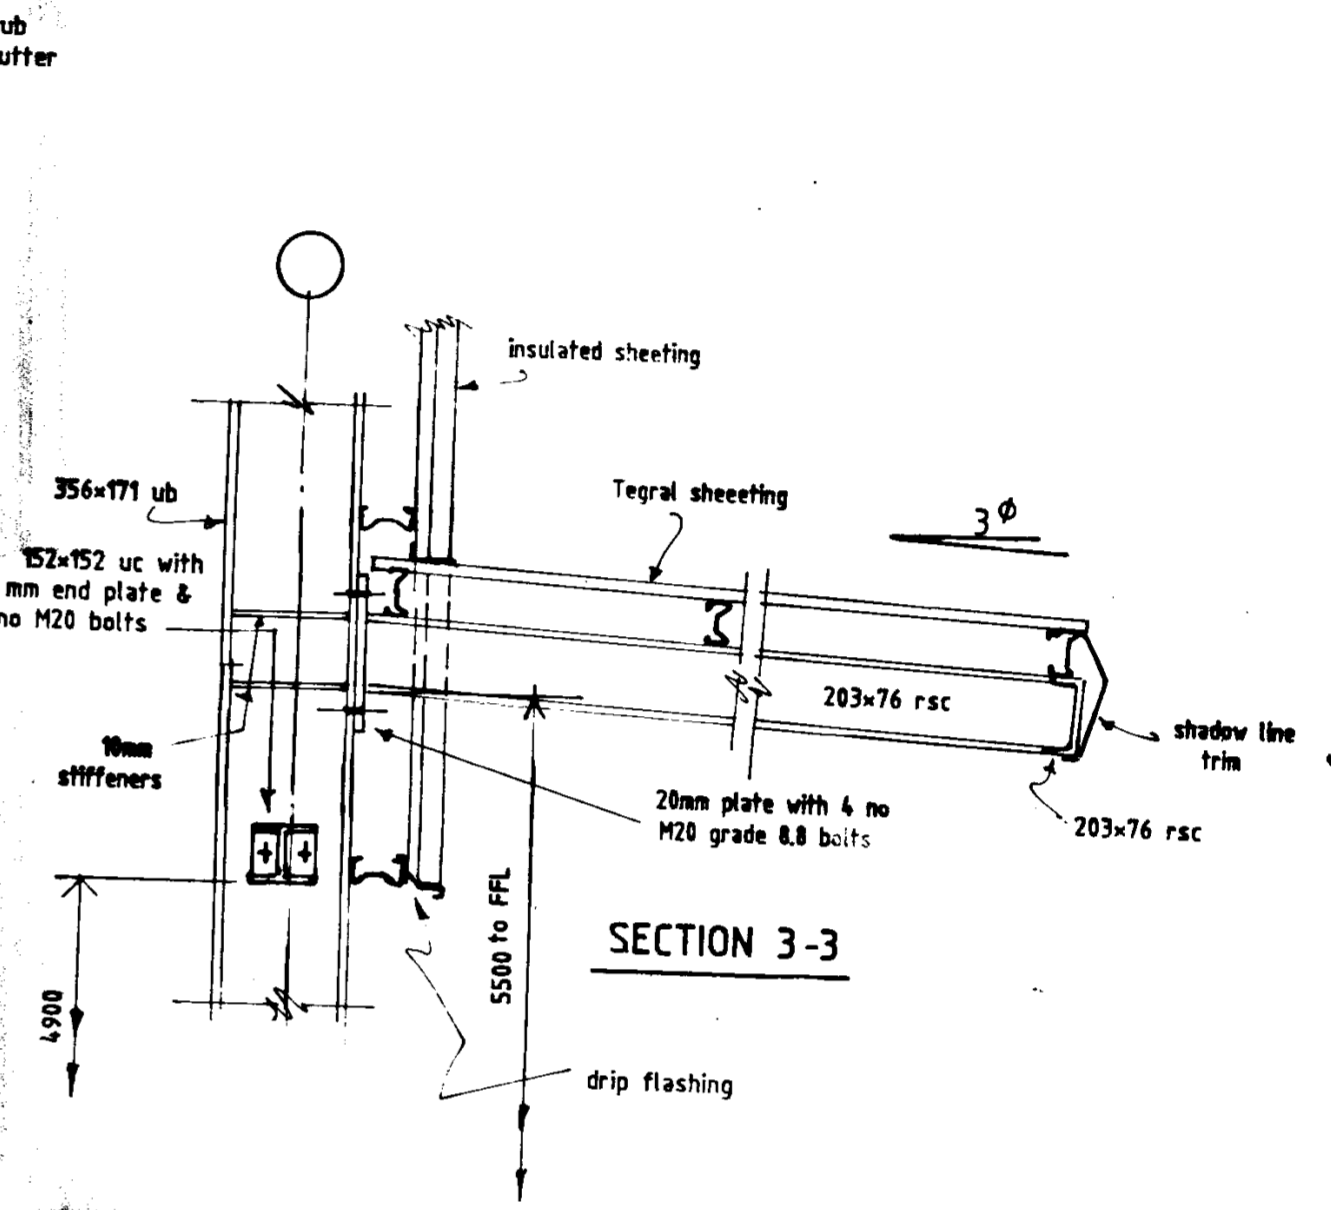 ub
utter
insulated sheeting
356×171 ub
Tegral sheeeting
3°
152×152 uc with
mm end plate &
no M20 bolts
203×76 rsc
shadow line
trim
10mm
stiffeners
20mm plate with 4 no
M20 grade 8.8 bolts
203×76 rsc
5500 to FFL
SECTION 3-3
4900
drip flashing